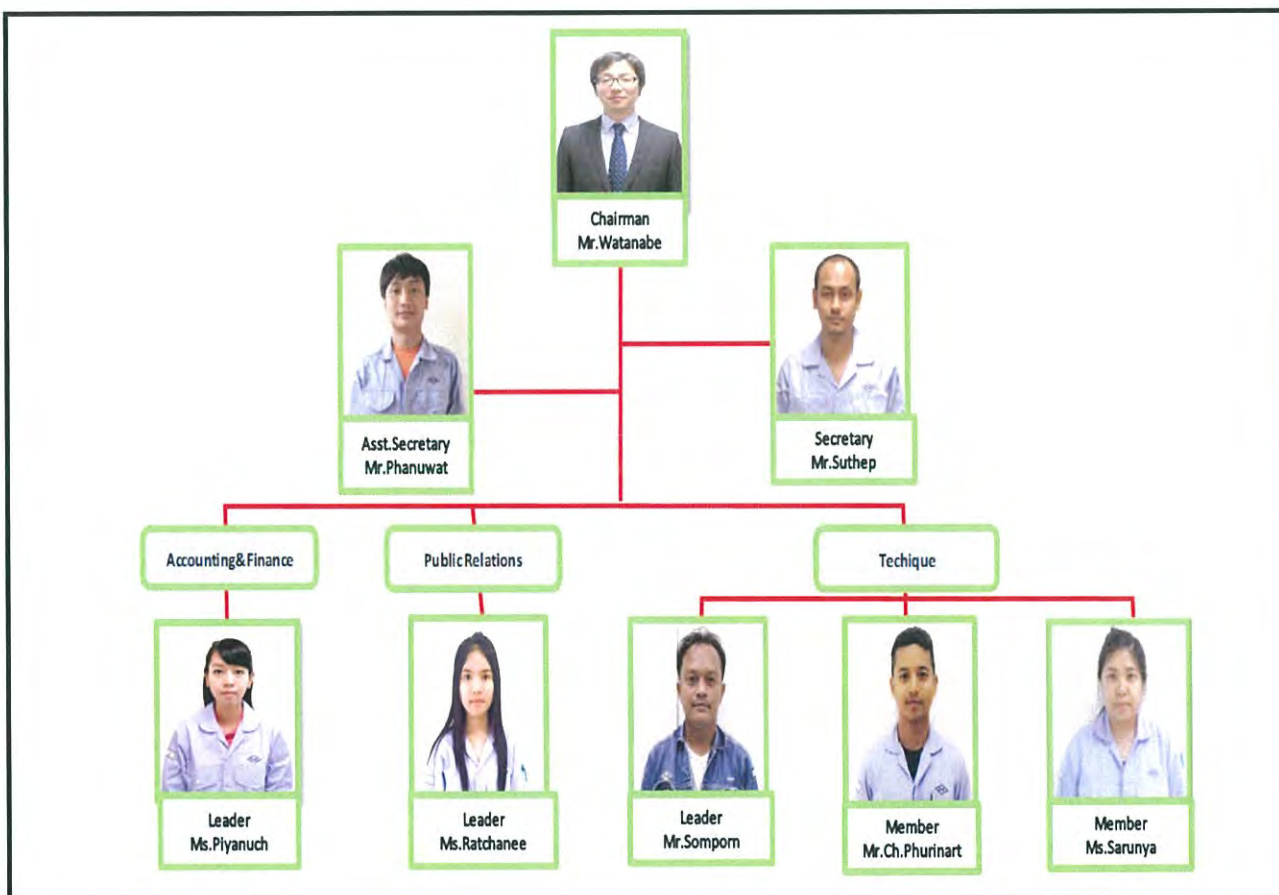 Chairman
Mr.Watanabe
Asst.Secretary
Mr.Phanuwat
Secretary
Mr.Suthep
Accounting&Finance
Public Relations
Techique
Leader
Ms.Piyanuch
Leader
Ms.Ratchanee
Leader
Mr.Somporn
Member
Mr.Ch.Phurinart
Member
Ms.Sarunya